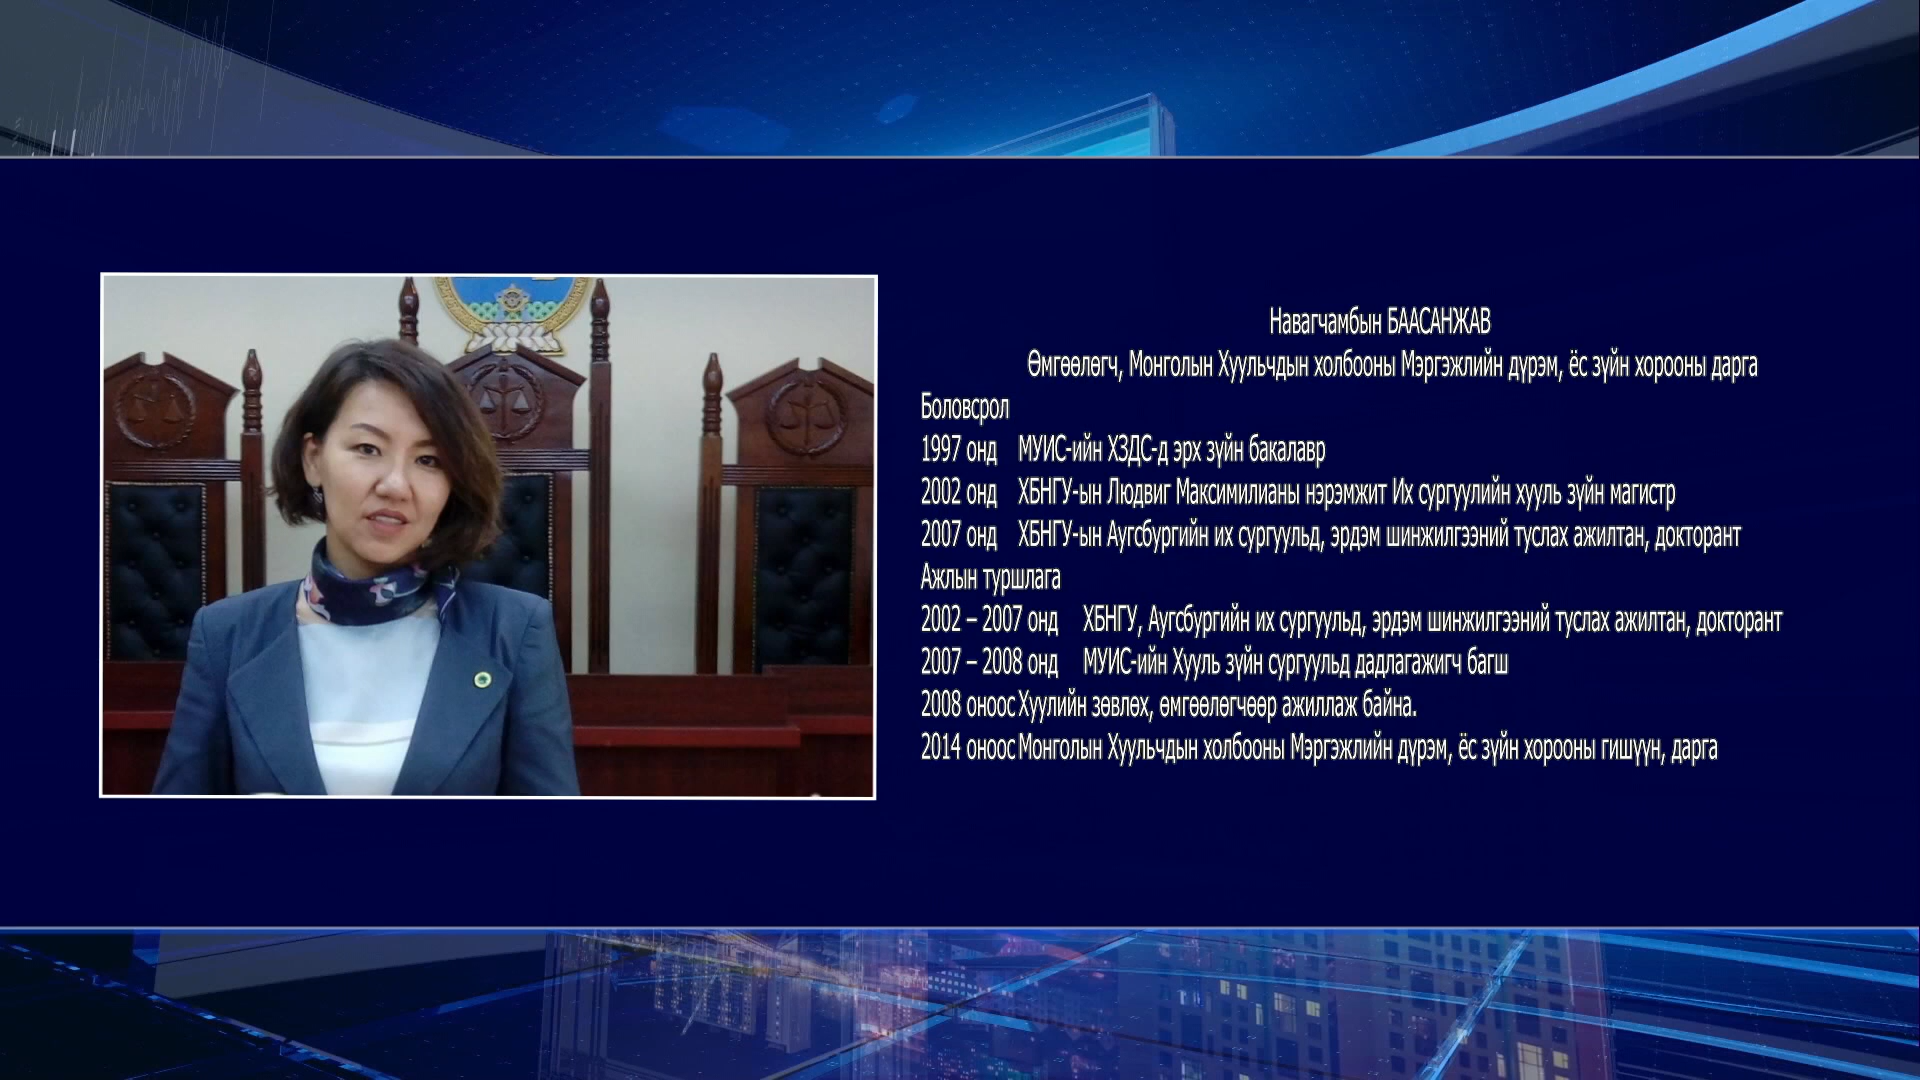 Навагчамбын БААСАНЖАВ
Өмгөөлөгч, Монголын Хуульчдын холбооны Мэргэжлийн дүрэм, ёс зүйн хорооны дарга
Боловсрол
1997 онд МУИС-ийн ХЗДС-д эрх зүйн бакалавр
2002 онд ХБНГУ-ын Людвиг Максимилианы нэрэмжит Их сургуулийн хууль зүйн магистр
2007 онд ХБНГУ-ын Аугсбургийн их сургуульд, эрдэм шинжилгээний туслах ажилтан, докторант
Ажлын туршлага
2002 – 2007 онд ХБНГУ, Аугсбургийн их сургуульд, эрдэм шинжилгээний туслах ажилтан, докторант
2007 – 2008 онд МУИС-ийн Хууль зүйн сургуульд дадлагажигч багш
2008 оноос Хуулийн зөвлөх, өмгөөлөгчөөр ажиллаж байна.
2014 оноос Монголын Хуульчдын холбооны Мэргэжлийн дүрэм, ёс зүйн хорооны гишүүн, дарга